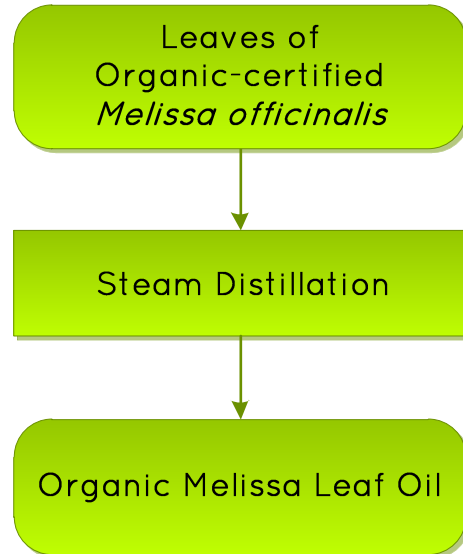 Leaves of
Organic-certified
Melissa officinalis
Steam Distillation
Organic Melissa Leaf Oil